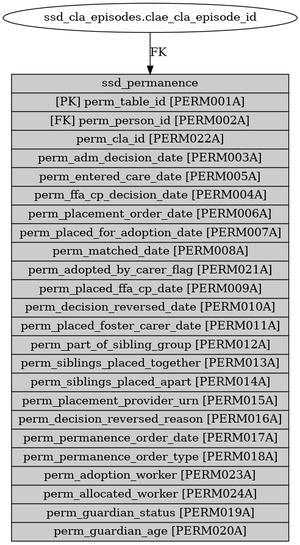 ssd_cla_episodes.clae_cla_episode_id
FK
ssd_permanence
[PK] perm_table_id [PERM001A]
[FK] perm_person_id [PERM002A]
perm_cla_id [PERM022A]
perm_adm_decision_date [PERM003A]
perm_entered_care_date [PERM005A]
perm_ffa_cp_decision_date [PERM004A]
perm_placement_order_date [PERM006A]
perm_placed_for_adoption_date [PERM007A]
perm_matched_date [PERM008A]
perm_adopted_by_carer_flag [PERM021A]
perm_placed_ffa_cp_date [PERM009A]
perm_decision_reversed_date [PERM010A]
perm_placed_foster_carer_date [PERM011A]
perm_part_of_sibling_group [PERM012A]
perm_siblings_placed_together [PERM013A]
perm_siblings_placed_apart [PERM014A]
perm_placement_provider_urn [PERM015A]
perm_decision_reversed_reason [PERM016A]
perm_permanence_order_date [PERM017A]
perm_permanence_order_type [PERM018A]
perm_adoption_worker [PERM023A]
perm_allocated_worker [PERM024A]
perm_guardian_status [PERM019A]
perm_guardian_age [PERM020A]